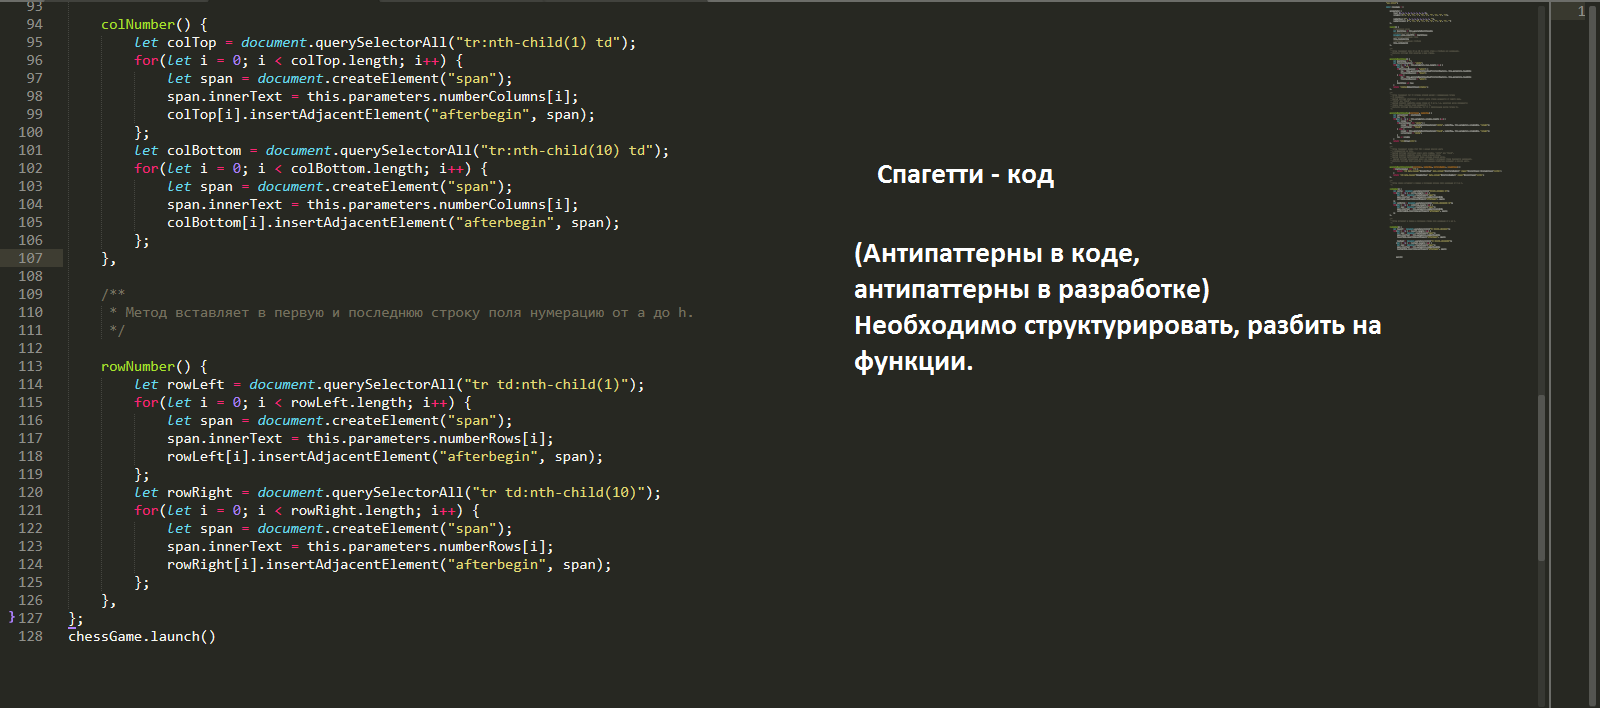 93
94 colNumber() {
95 let colTop = document.querySelectorAll("tr:nth-child(1) td");
96 for(let i = 0; i < colTop.length; i++) {
97 let span = document.createElement("span");
98 span.innerText = this.parameters.numberColumns[i];
99 colTop[i].insertAdjacentElement("afterbegin", span);
100 };
101 let colBottom = document.querySelectorAll("tr:nth-child(10) td");
102 for(let i = 0; i < colBottom.length; i++) {
103 let span = document.createElement("span");
104 span.innerText = this.parameters.numberColumns[i];
105 colBottom[i].insertAdjacentElement("afterbegin", span);
106 };
107 },
108
109 /**
110 * Метод вставляет в первую и последнюю строку поля нумерацию от a до h.
111 */
112
113 rowNumber() {
114 let rowLeft = document.querySelectorAll("tr td:nth-child(1)");
115 for(let i = 0; i < rowLeft.length; i++) {
116 let span = document.createElement("span");
117 span.innerText = this.parameters.numberRows[i];
118 rowLeft[i].insertAdjacentElement("afterbegin", span);
119 };
120 let rowRight = document.querySelectorAll("tr td:nth-child(10)");
121 for(let i = 0; i < rowRight.length; i++) {
122 let span = document.createElement("span");
123 span.innerText = this.parameters.numberRows[i];
124 rowRight[i].insertAdjacentElement("afterbegin", span);
125 };
126 },
}127 };
128 chessGame.launch()
Спагетти - код
(Антипаттерны в коде,
антипаттерны в разработке)
Необходимо структурировать, разбить на
функции.
1